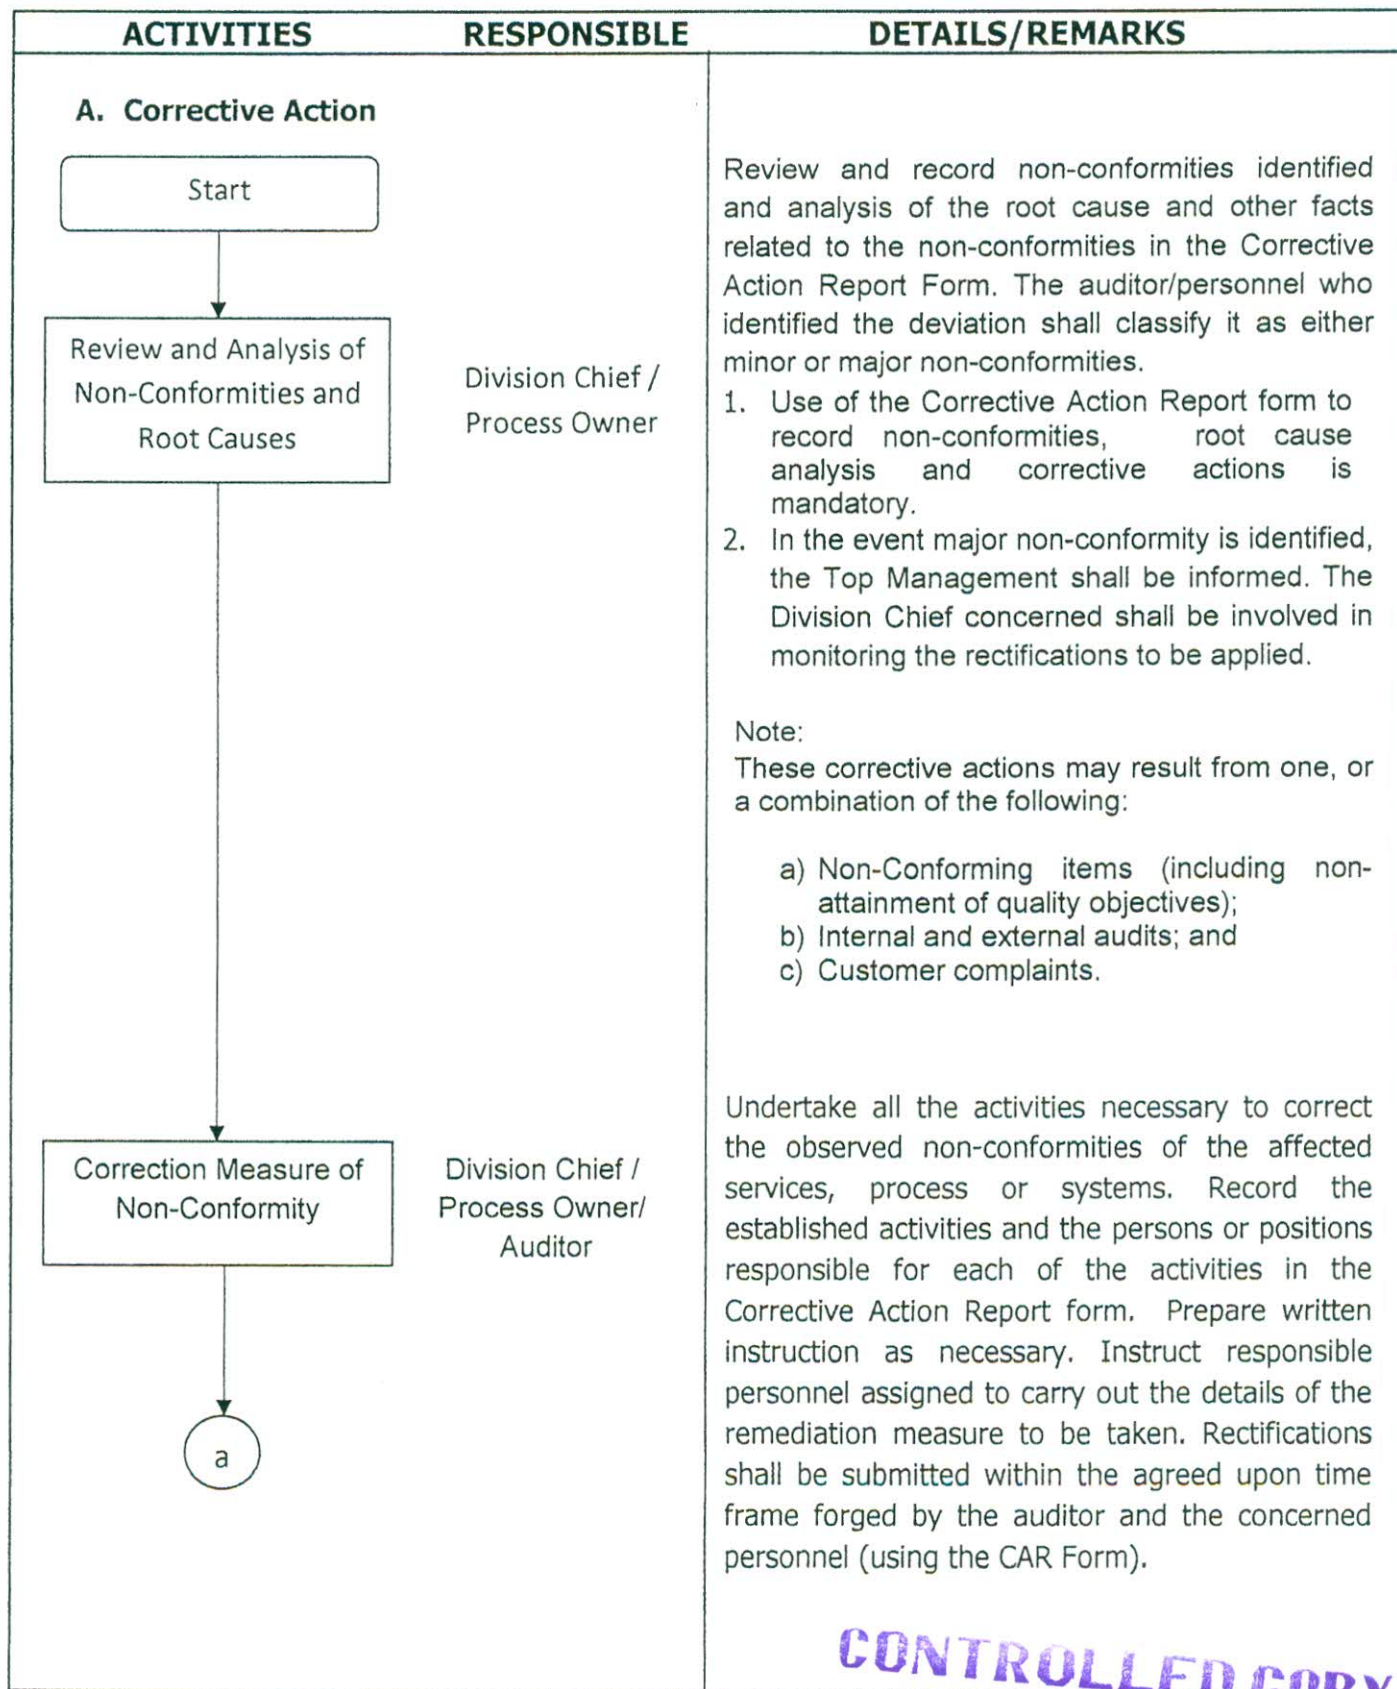 ACTIVITIES RESPONSIBLE DETAILS/REMARKS
A. Corrective Action
Start
Review and Analysis of
Non-Conformities and
Root Causes
Division Chief /
Process Owner
Review and record non-conformities identified
and analysis of the root cause and other facts
related to the non-conformities in the Corrective
Action Report Form. The auditor/personnel who
identified the deviation shall classify it as either
minor or major non-conformities.
1. Use of the Corrective Action Report form to
record non-conformities, root cause
analysis and corrective actions is
mandatory.
2. In the event major non-conformity is identified,
the Top Management shall be informed. The
Division Chief concerned shall be involved in
monitoring the rectifications to be applied.
Note:
These corrective actions may result from one, or
a combination of the following:
a) Non-Conforming items (including non-
attainment of quality objectives);
b) Internal and external audits; and
c) Customer complaints.
Correction Measure of
Non-Conformity
Division Chief /
Process Owner/
Auditor
Undertake all the activities necessary to correct
the observed non-conformities of the affected
services, process or systems. Record the
established activities and the persons or positions
responsible for each of the activities in the
Corrective Action Report form. Prepare written
instruction as necessary. Instruct responsible
personnel assigned to carry out the details of the
remediation measure to be taken. Rectifications
shall be submitted within the agreed upon time
frame forged by the auditor and the concerned
personnel (using the CAR Form).
a
CONTROLLED COPY